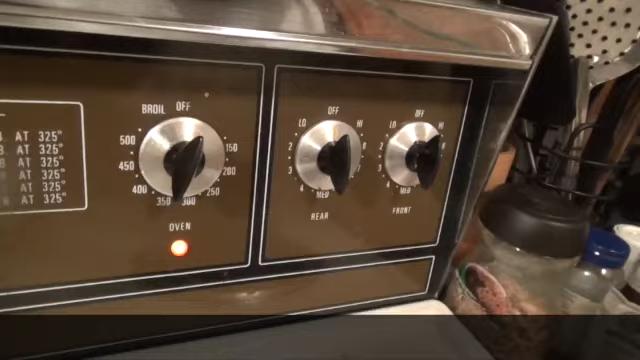 BROIL OFF
500 150
450 200
400 250
350 300
OVEN
OFF
LO HI
2
3
4 MED
REAR
OFF
LO HI
2
3
4 MED
FRONT
AT 325°
AT 325°
AT 325°
AT 325°
AT 325°
AT 325°